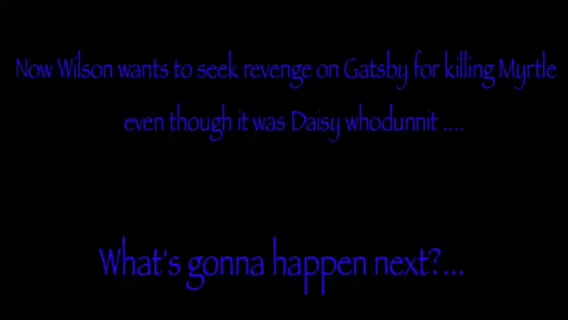 Now Wilson wants to seek revenge on Gatsby for killing Myrtle
even though it was Daisy whodunnit ....
What's gonna happen next?...